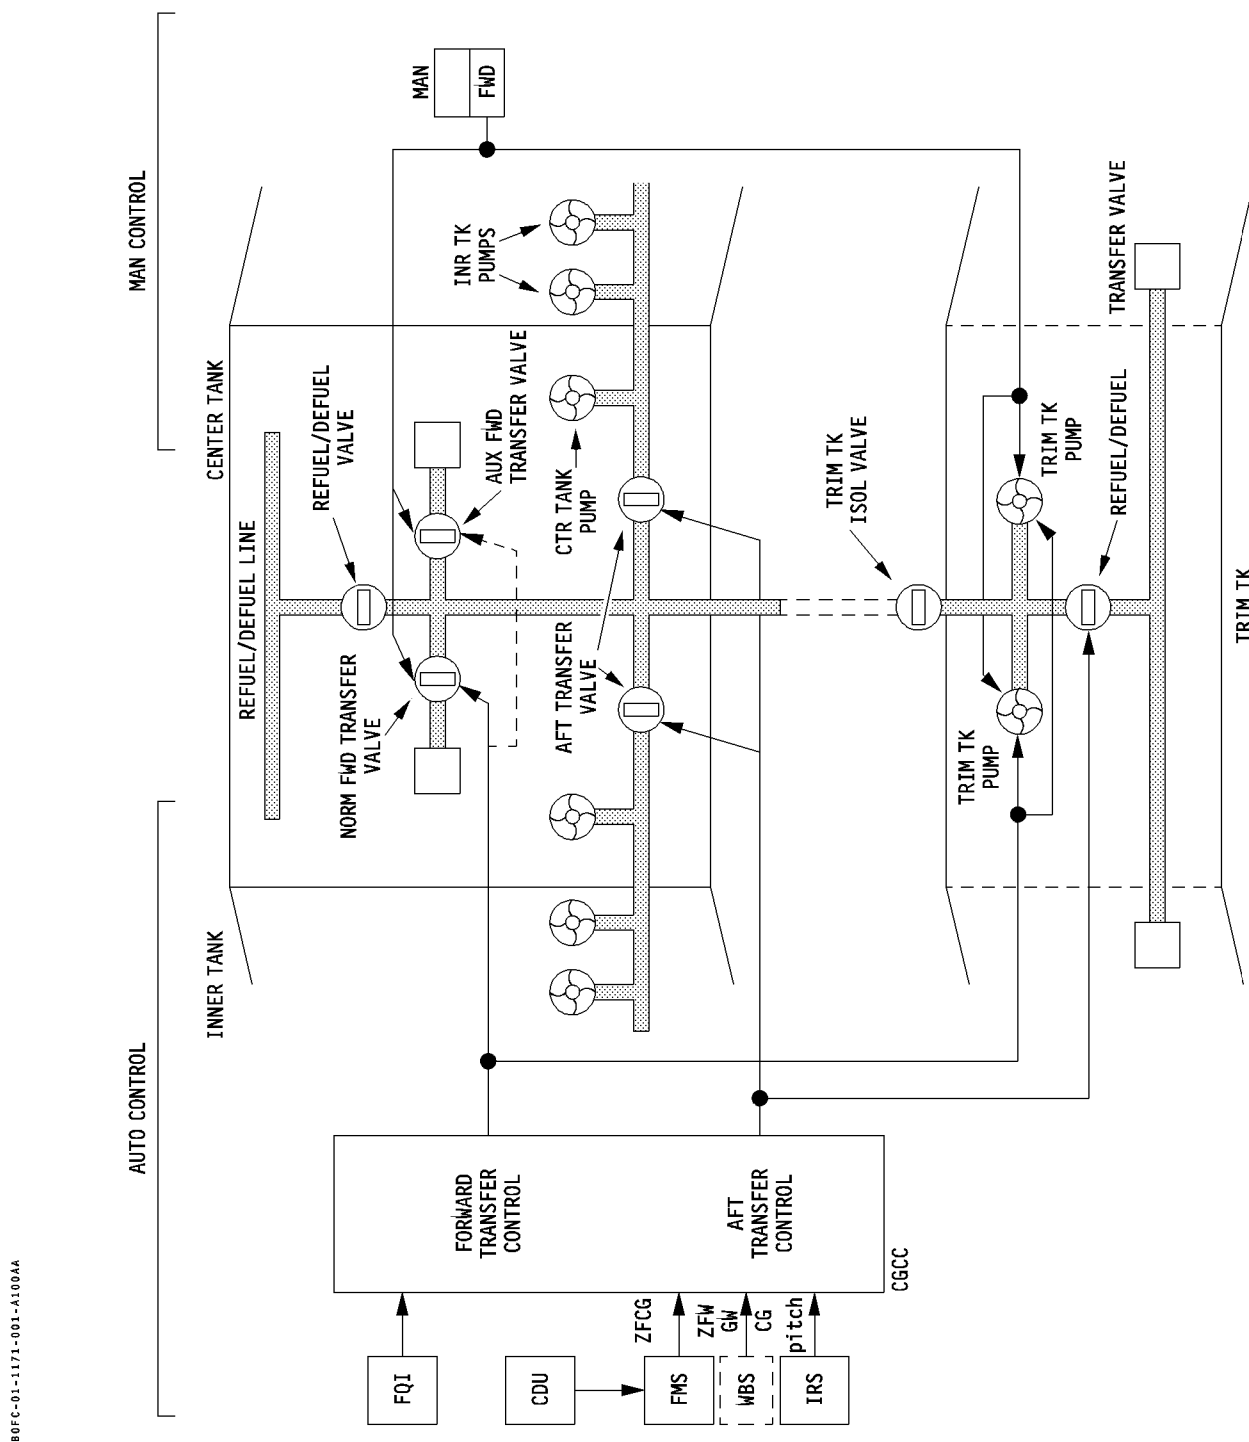 AUTO CONTROL
MAN CONTROL
INNER TANK
CENTER TANK
REFUEL/DEFUEL LINE
REFUEL/DEFUEL
VALVE
MAN
FWD
NORM FWD TRANSFER
VALVE
AUX FWD
TRANSFER VALVE
INR TK
PUMPS
CTR TANK
PUMP
AFT TRANSFER
VALVE
TRIM TK
ISOL VALVE
TRIM TK
PUMP
TRIM TK
PUMP
REFUEL/DEFUEL
TRANSFER VALVE
TRIM TK
FORWARD
TRANSFER
CONTROL
AFT
TRANSFER
CONTROL
CGCC
FQI
CDU
FMS
WBS
IRS
ZFCG
ZFW
GW
CG
pitch
B0FC-01-1171-001-A100AA